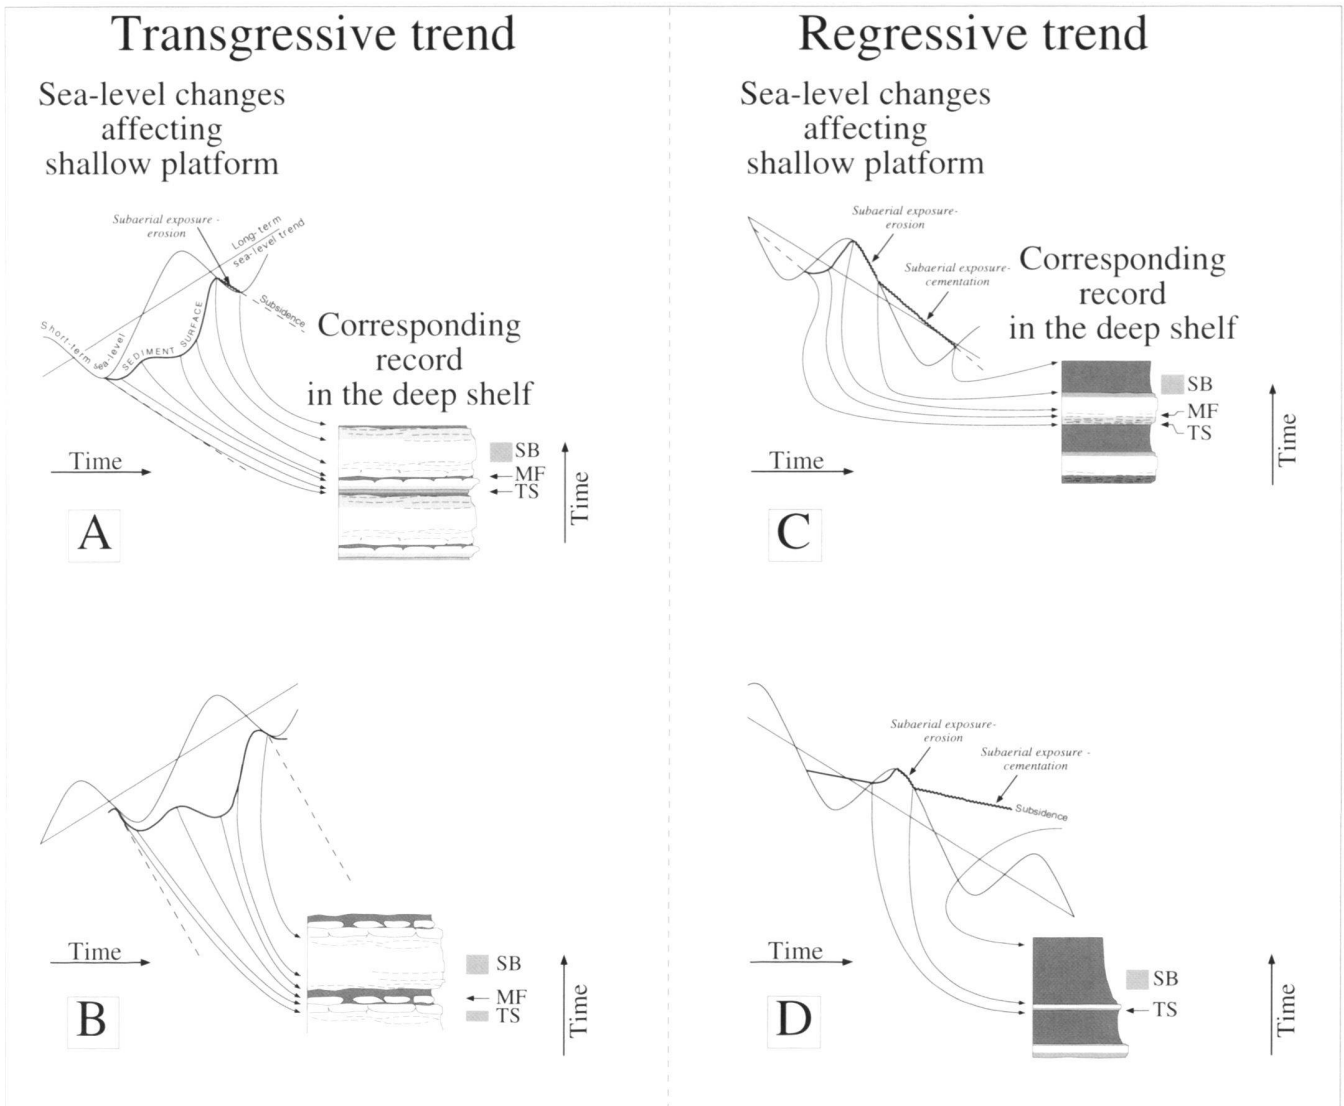 Transgressive trend
Sea-level changes
affecting
shallow platform
Subaerial exposure -
erosion
Long-term
sea-level trend
Short-term sea-level
SEDIMENT SURFACE
Subsidence
Corresponding
record
in the deep shelf
SB
MF
TS
Time
Time
A
SB
MF
TS
Time
Time
B
Regressive trend
Sea-level changes
affecting
shallow platform
Subaerial exposure-
erosion
Subaerial exposure-
cementation
Corresponding
record
in the deep shelf
SB
MF
TS
Time
Time
C
Subaerial exposure-
erosion
Subaerial exposure -
cementation
Subsidence
SB
TS
Time
Time
D